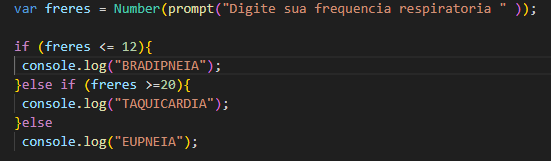 var freres = Number(prompt("Digite sua frequencia respiratoria " ));
if (freres <= 12){
console.log("BRADIPNEIA");
}else if (freres >=20){
console.log("TAQUICARDIA");
}else
console.log("EUPNEIA");